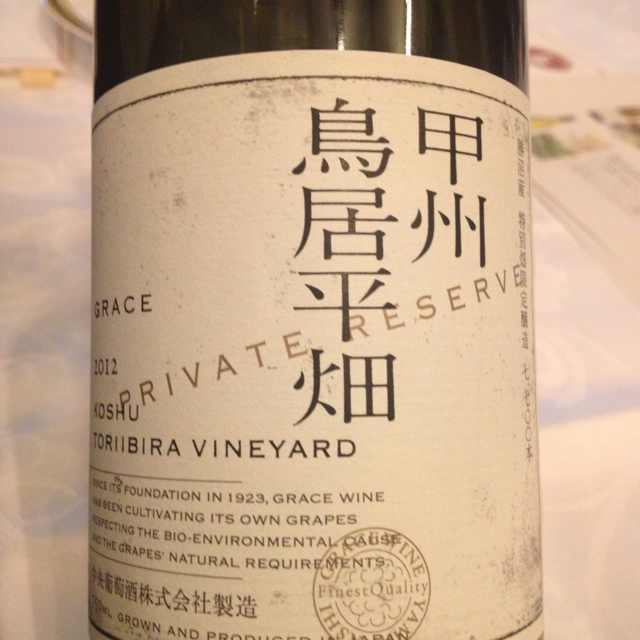 甲州
鳥居平畑
PRIVATE RESERVE
GRACE
2012
KOSHU
TORIIBIRA VINEYARD
SINCE ITS FOUNDATION IN 1923, GRACE WINE
HAS BEEN CULTIVATING ITS OWN GRAPES
RESPECTING THE BIO-ENVIRONMENTAL CAUSE
AND THE GRAPES' NATURAL REQUIREMENTS.
中央葡萄酒株式会社製造
GROWN AND PRODUCED IN JAPAN
GRACE WINE
Finest Quality